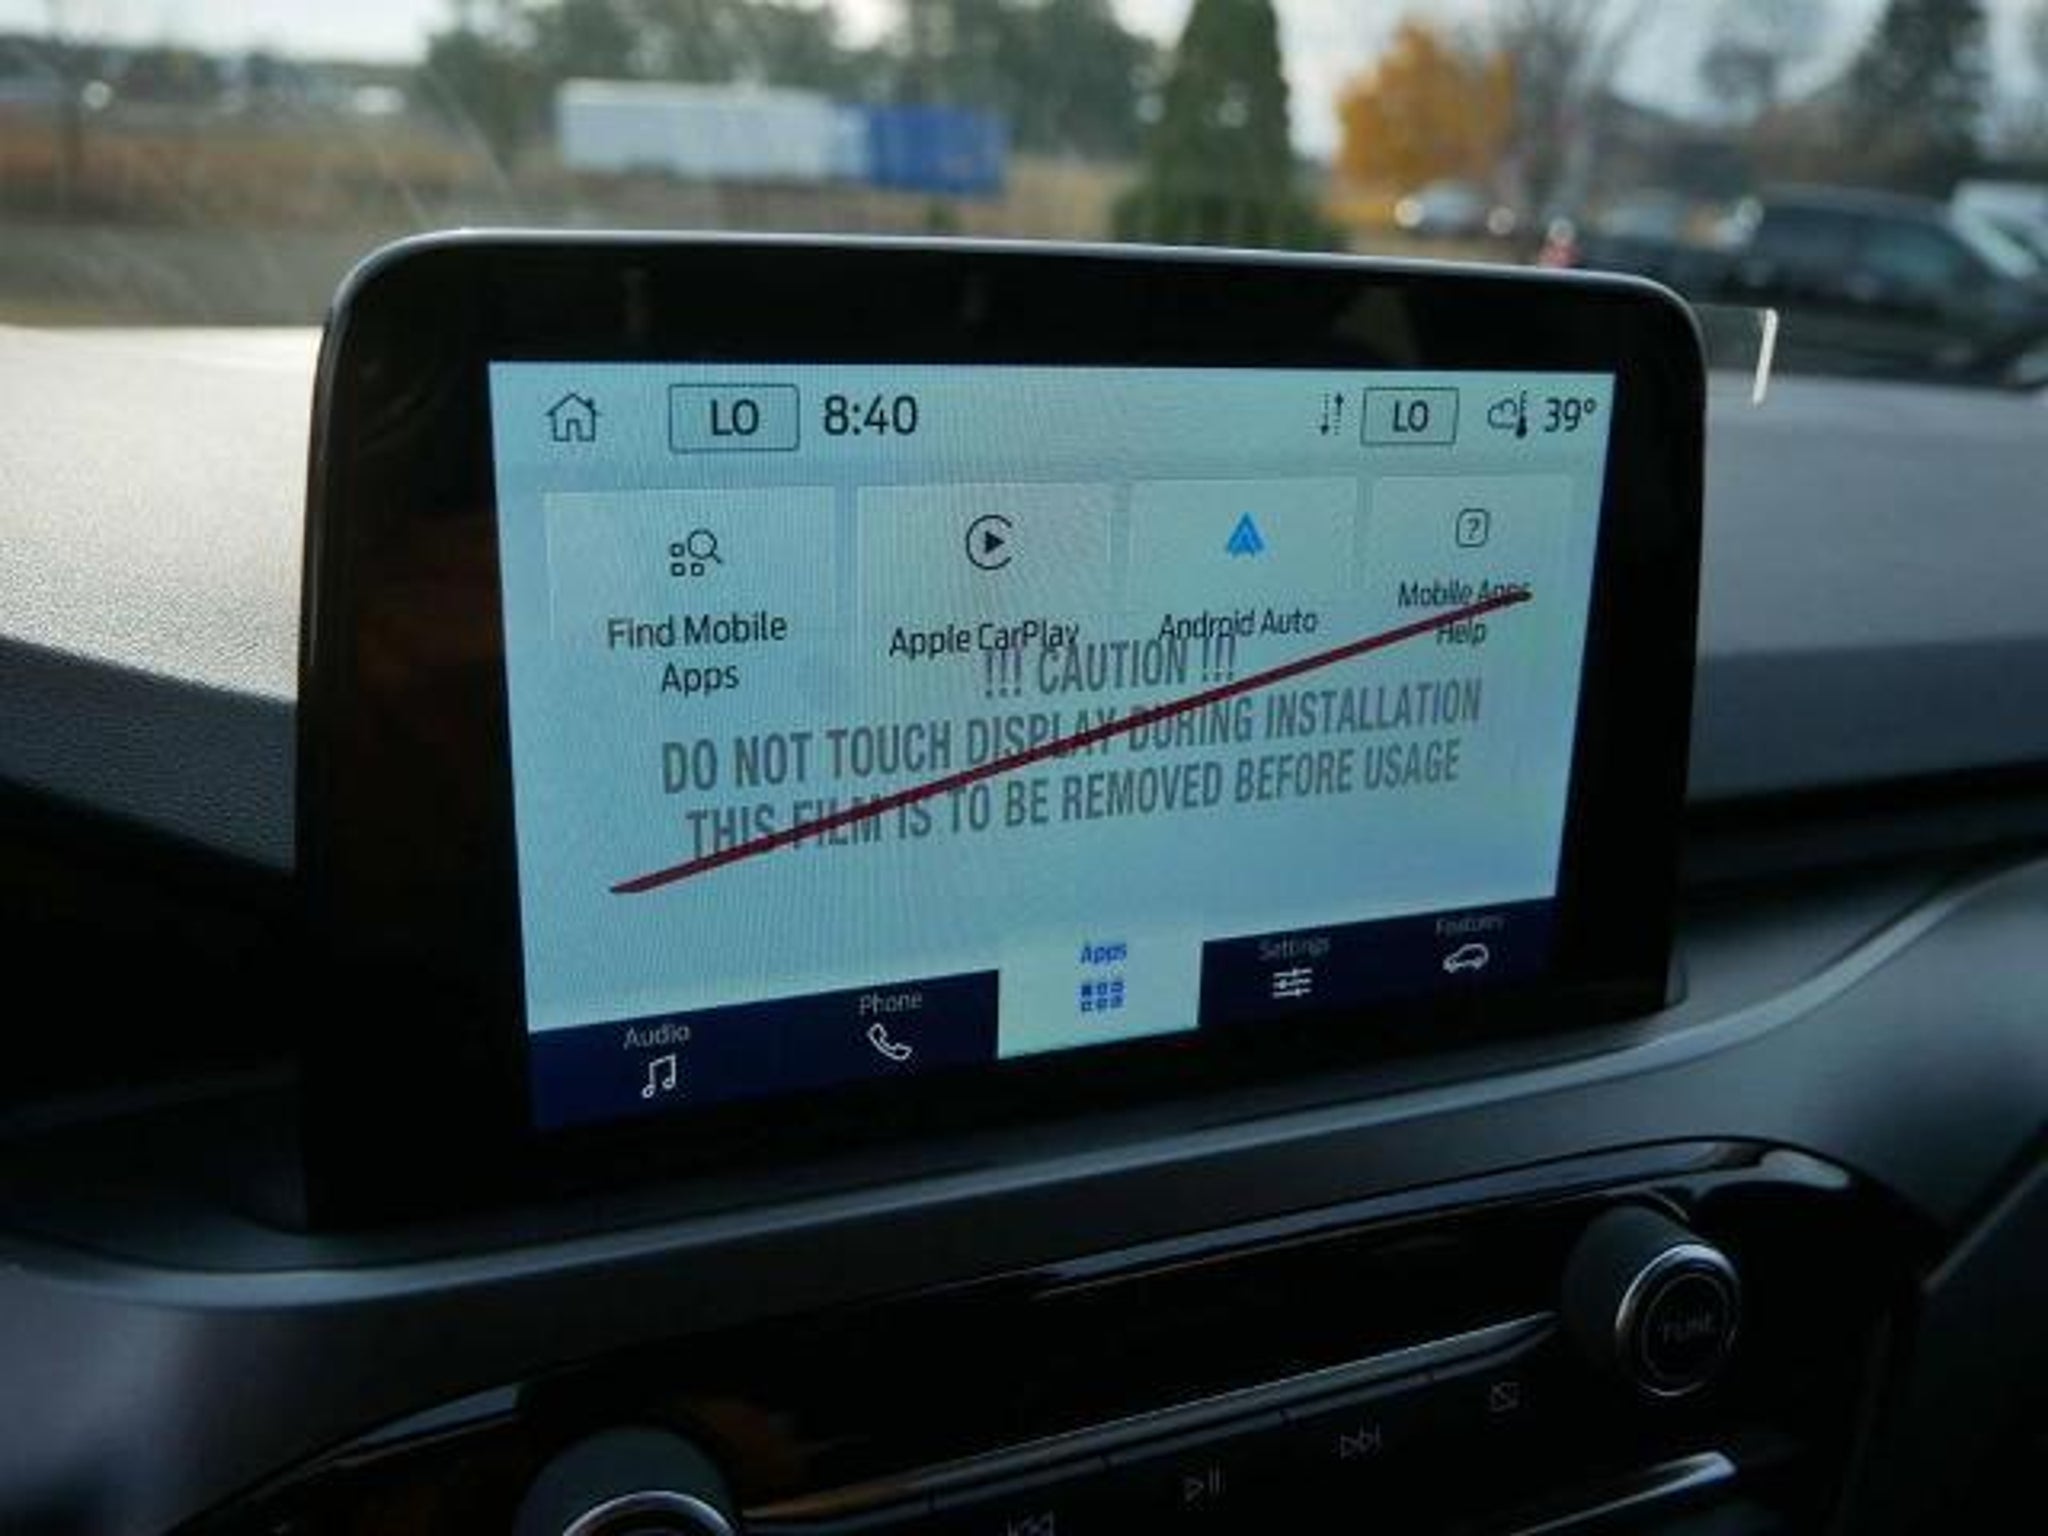 LO 8:40 LO 39°
Find Mobile
Apps
Apple CarPlay
Android Auto
Mobile Apps
Help
!!! CAUTION !!!
DO NOT TOUCH DISPLAY DURING INSTALLATION
THIS FILM IS TO BE REMOVED BEFORE USAGE
Audio
Phone
Apps
Settings
Features
TUNE